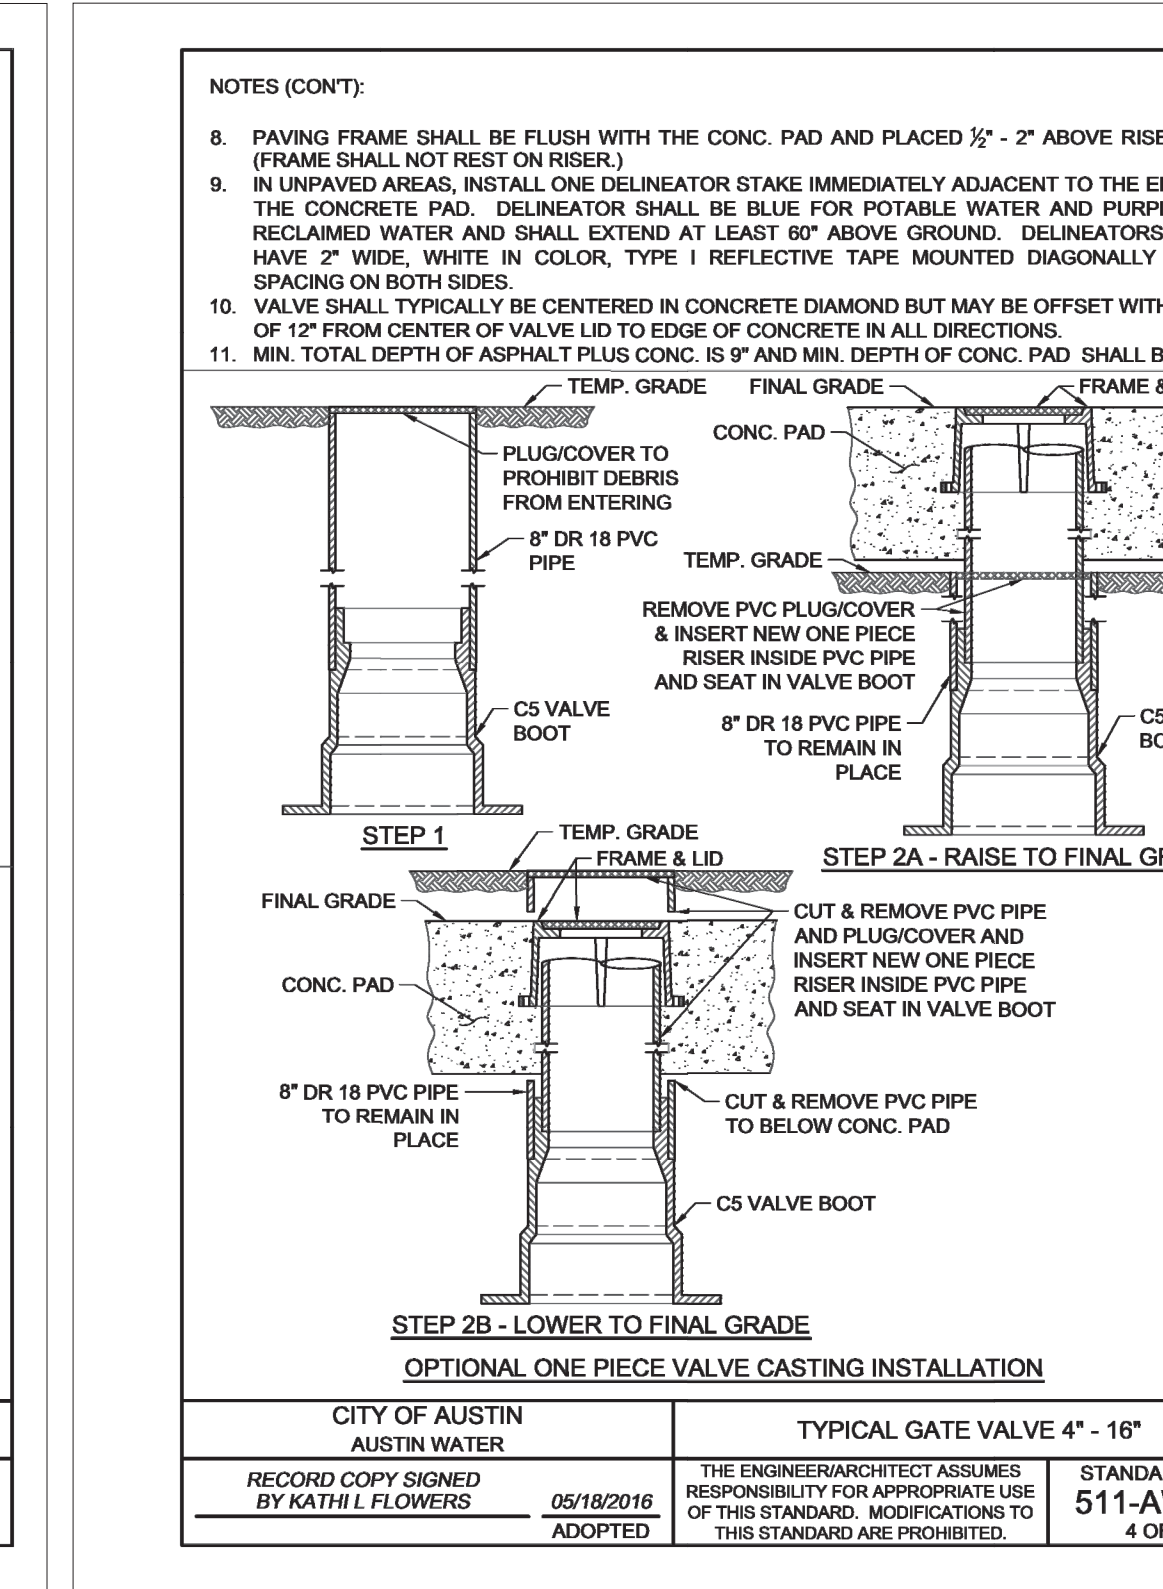 NOTES (CON'T):
8. PAVING FRAME SHALL BE FLUSH WITH THE CONC. PAD AND PLACED ½" - 2" ABOVE
(FRAME SHALL NOT REST ON RISER.)
9. IN UNPAVED AREAS, INSTALL ONE DELINEATOR STAKE IMMEDIATELY ADJACENT TO THE
THE CONCRETE PAD. DELINEATOR SHALL BE BLUE FOR POTABLE WATER AND
RECLAIMED WATER AND SHALL EXTEND AT LEAST 60" ABOVE GROUND. DELINEATORS
HAVE 2" WIDE, WHITE IN COLOR, TYPE I REFLECTIVE TAPE MOUNTED DIAGONALLY
SPACING ON BOTH SIDES.
10. VALVE SHALL TYPICALLY BE CENTERED IN CONCRETE DIAMOND BUT MAY BE OFFSET
OF 12" FROM CENTER OF VALVE LID TO EDGE OF CONCRETE IN ALL DIRECTIONS.
11. MIN. TOTAL DEPTH OF ASPHALT PLUS CONC. IS 9" AND MIN. DEPTH OF CONC. PAD SHALL
TEMP. GRADE
PLUG/COVER TO
PROHIBIT DEBRIS
FROM ENTERING
8" DR 18 PVC
PIPE
C5 VALVE
BOOT
STEP 1
FINAL GRADE
FRAME &
CONC. PAD
TEMP. GRADE
REMOVE PVC PLUG/COVER
& INSERT NEW ONE PIECE
RISER INSIDE PVC PIPE
AND SEAT IN VALVE BOOT
8" DR 18 PVC PIPE
TO REMAIN IN
PLACE
C5
STEP 2A - RAISE TO FINAL
TEMP. GRADE
FRAME & LID
FINAL GRADE
CONC. PAD
CUT & REMOVE PVC PIPE
AND PLUG/COVER AND
INSERT NEW ONE PIECE
RISER INSIDE PVC PIPE
AND SEAT IN VALVE BOOT
8" DR 18 PVC PIPE
TO REMAIN IN
PLACE
CUT & REMOVE PVC PIPE
TO BELOW CONC. PAD
C5 VALVE BOOT
STEP 2B - LOWER TO FINAL GRADE
OPTIONAL ONE PIECE VALVE CASTING INSTALLATION
CITY OF AUSTIN
AUSTIN WATER
TYPICAL GATE VALVE 4" - 16"
RECORD COPY SIGNED
BY KATHI L FLOWERS
05/18/2016
ADOPTED
THE ENGINEER/ARCHITECT ASSUMES
RESPONSIBILITY FOR APPROPRIATE USE
OF THIS STANDARD. MODIFICATIONS TO
THIS STANDARD ARE PROHIBITED.